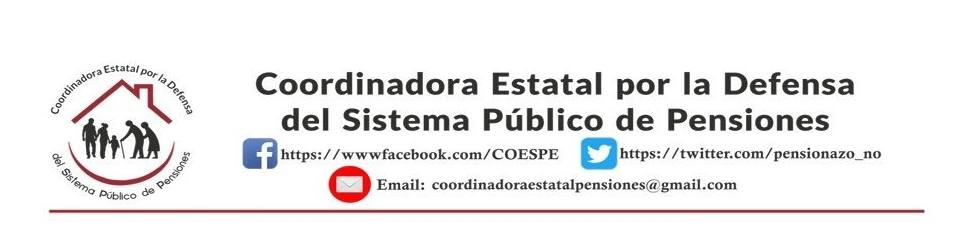 Coordinadora Estatal por la Defensa
del Sistema Público de Pensiones
Coordinadora Estatal por la Defensa
del Sistema Público de Pensiones
https://wwwfacebook.com/COESPE https://twitter.com/pensionazo_no
Email: coordinadoraestatalpensiones@gmail.com